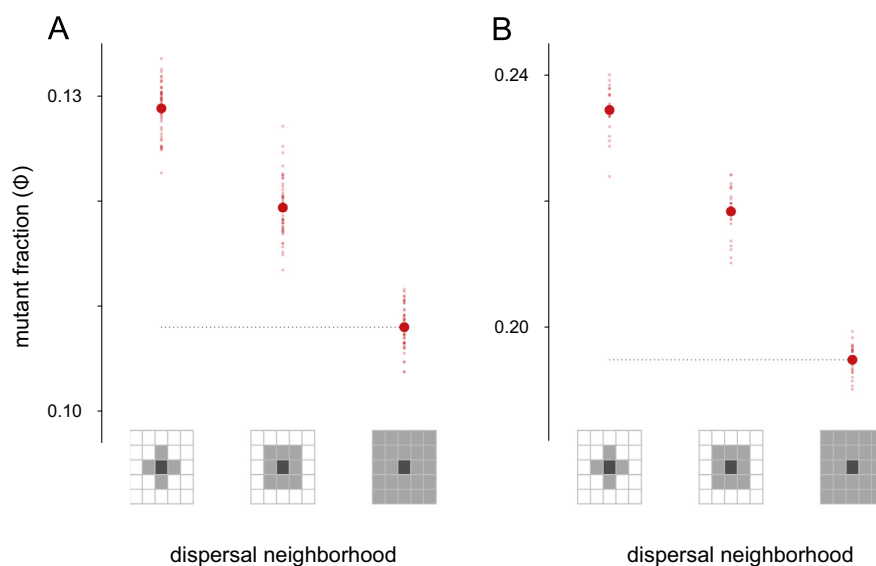 A
0.13
0.10
mutant fraction (Φ)
dispersal neighborhood
B
0.24
0.20
dispersal neighborhood